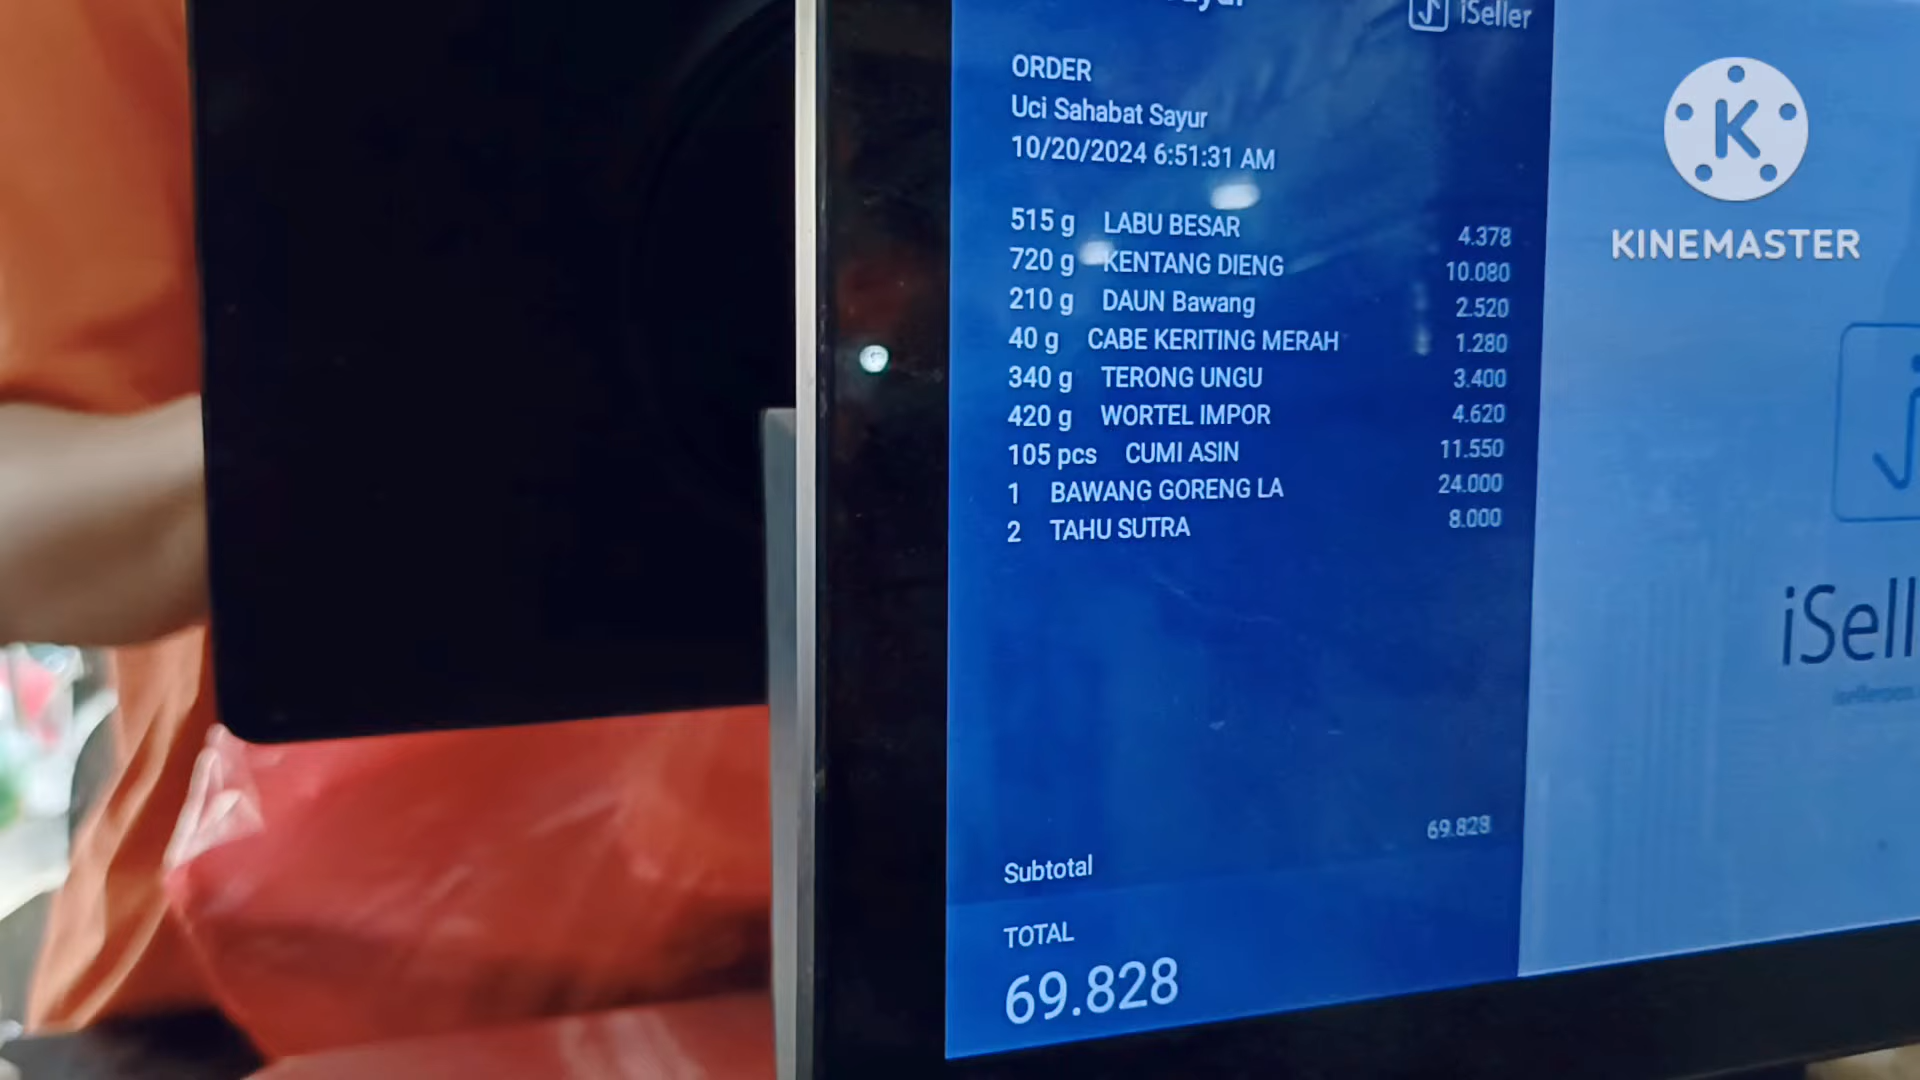 iSeller
ORDER
Uci Sahabat Sayur
10/20/2024 6:51:31 AM
515 g LABU BESAR 4.378
720 g KENTANG DIENG 10.080
210 g DAUN Bawang 2.520
40 g CABE KERITING MERAH 1.280
340 g TERONG UNGU 3.400
420 g WORTEL IMPOR 4.620
105 pcs CUMI ASIN 11.550
1 BAWANG GORENG LA 24.000
2 TAHU SUTRA 8.000
69.828
Subtotal
TOTAL
69.828
K
KINEMASTER
iSell